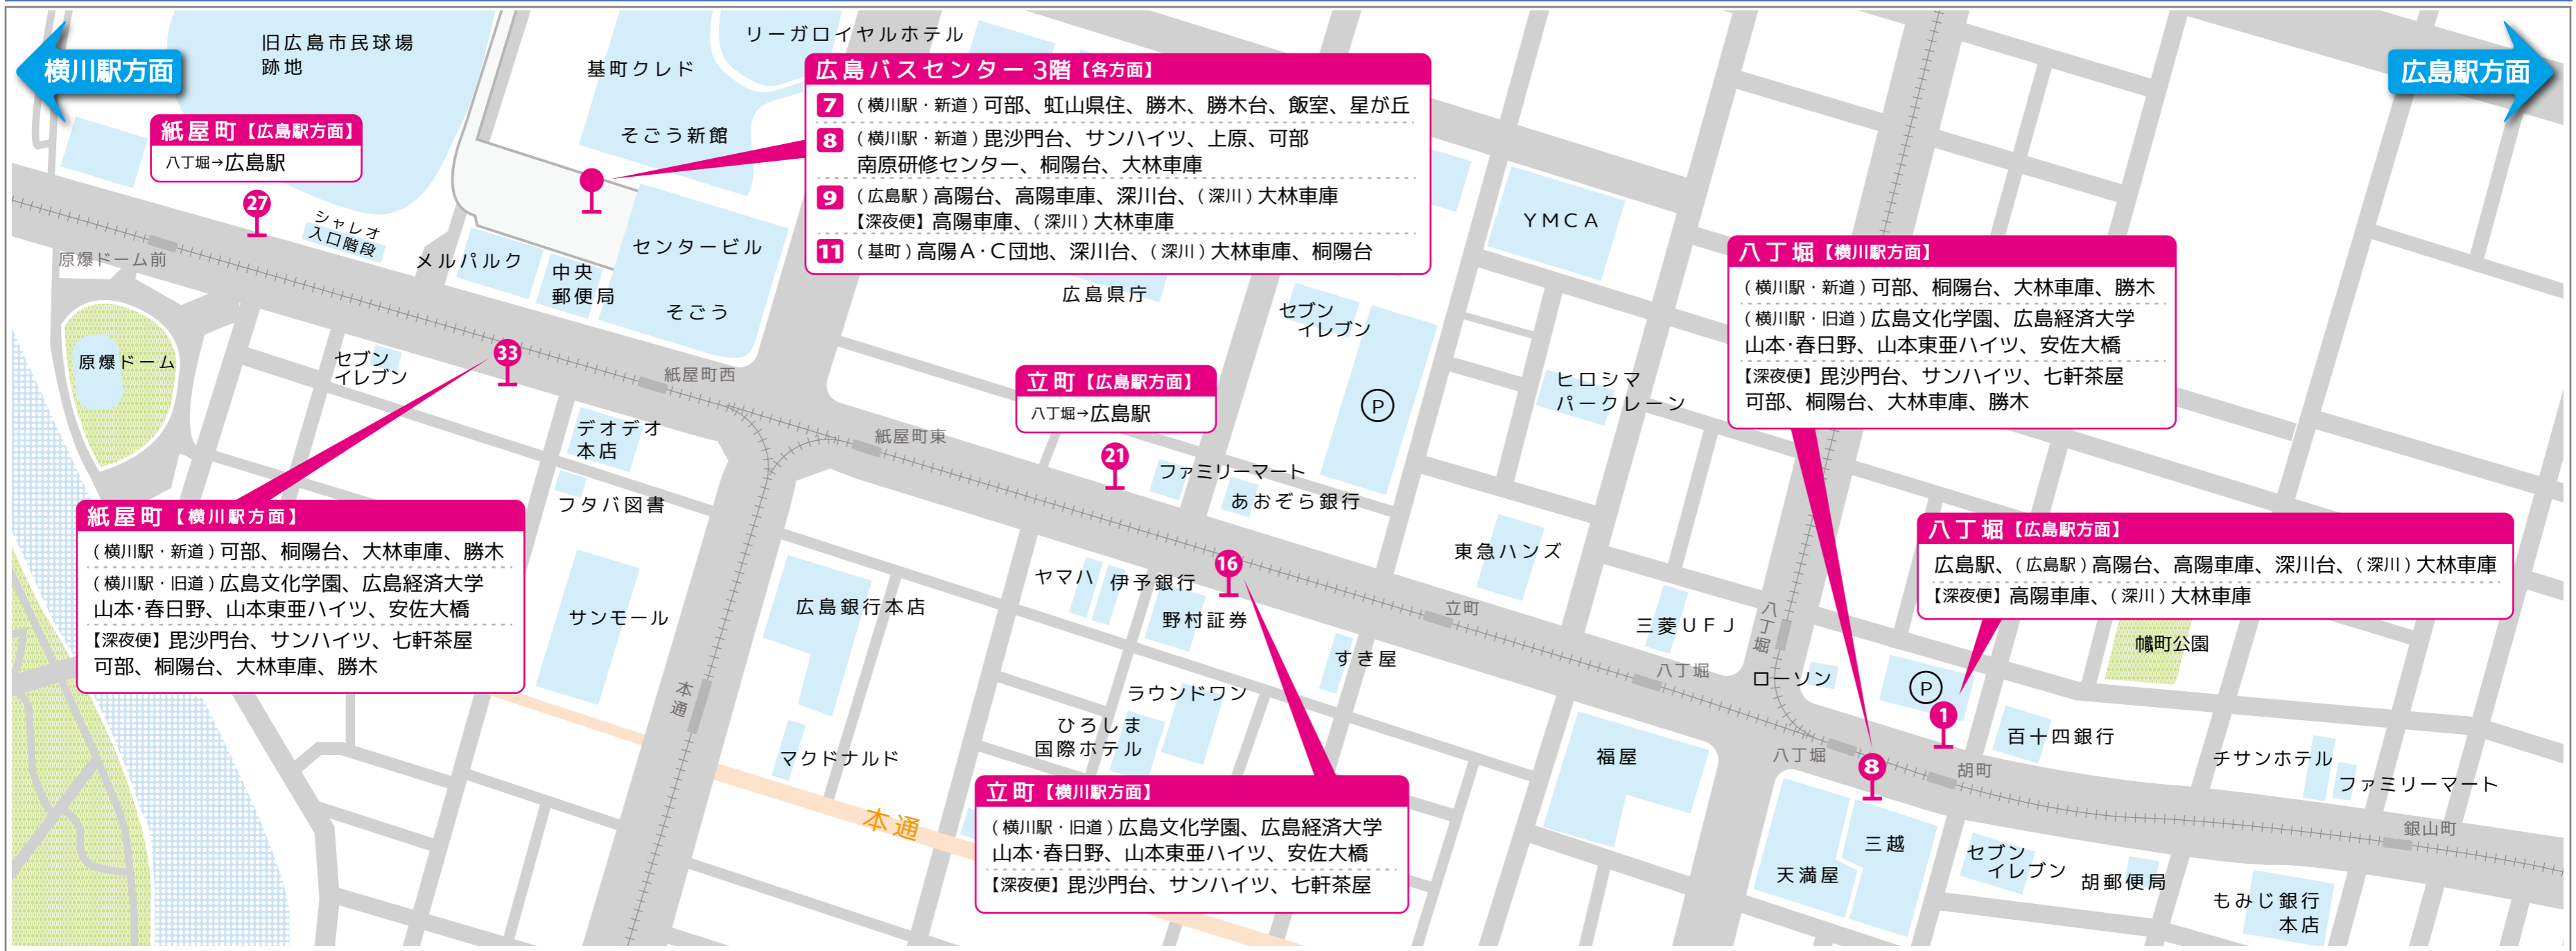 横川駅方面
広島駅方面
旧広島市民球場
跡地
基町クレド
リーガロイヤルホテル
そごう新館
広島バスセンター 3階【各方面】
7 (横川駅・新道)可部、虹山県住、勝木、勝木台、飯室、星が丘
8 (横川駅・新道)毘沙門台、サンハイツ、上原、可部
南原研修センター、桐陽台、大林車庫
9 (広島駅)高陽台、高陽車庫、深川台、(深川)大林車庫
【深夜便】高陽車庫、(深川)大林車庫
11 (基町)高陽A・C団地、深川台、(深川)大林車庫、桐陽台
紙屋町【広島駅方面】
八丁堀→広島駅
27
シャレオ
入口階段
原爆ドーム前
メルパルク
中央
郵便局
センタービル
そごう
広島県庁
YMCA
セブン
イレブン
P
ヒロシマ
パークレーン
八丁堀【横川駅方面】
(横川駅・新道)可部、桐陽台、大林車庫、勝木
(横川駅・旧道)広島文化学園、広島経済大学
山本・春日野、山本東亜ハイツ、安佐大橋
【深夜便】毘沙門台、サンハイツ、七軒茶屋
可部、桐陽台、大林車庫、勝木
原爆ドーム
セブン
イレブン
33
紙屋町西
立町【広島駅方面】
八丁堀→広島駅
21
紙屋町東
ファミリーマート
あおぞら銀行
デオデオ
本店
フタバ図書
紙屋町【横川駅方面】
(横川駅・新道)可部、桐陽台、大林車庫、勝木
(横川駅・旧道)広島文化学園、広島経済大学
山本・春日野、山本東亜ハイツ、安佐大橋
【深夜便】毘沙門台、サンハイツ、七軒茶屋
可部、桐陽台、大林車庫、勝木
サンモール
本通
広島銀行本店
マクドナルド
本通
ヤマハ
伊予銀行
16
野村証券
東急ハンズ
立町
すき屋
三菱UFJ
八丁堀
八丁堀
ローソン
八丁堀【広島駅方面】
広島駅、(広島駅)高陽台、高陽車庫、深川台、(深川)大林車庫
【深夜便】高陽車庫、(深川)大林車庫
幟町公園
P
1
百十四銀行
ラウンドワン
ひろしま
国際ホテル
立町【横川駅方面】
(横川駅・旧道)広島文化学園、広島経済大学
山本・春日野、山本東亜ハイツ、安佐大橋
【深夜便】毘沙門台、サンハイツ、七軒茶屋
福屋
八丁堀
8
胡町
チサンホテル
ファミリーマート
銀山町
天満屋
三越
セブン
イレブン
胡郵便局
もみじ銀行
本店